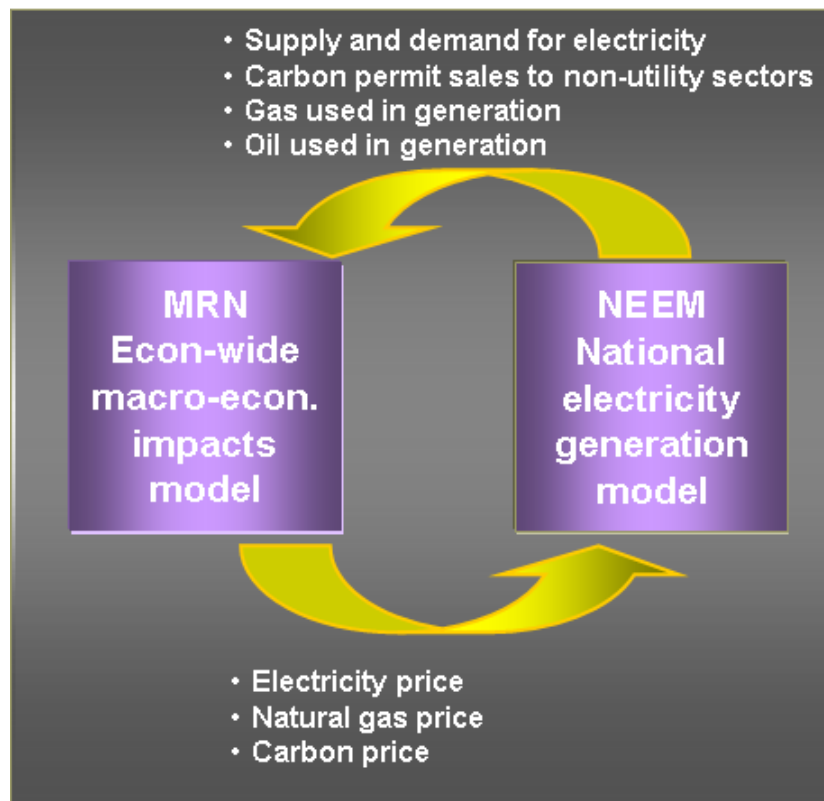 • Supply and demand for electricity
• Carbon permit sales to non-utility sectors
• Gas used in generation
• Oil used in generation
MRN
Econ-wide
macro-econ.
impacts
model
NEEM
National
electricity
generation
model
• Electricity price
• Natural gas price
• Carbon price